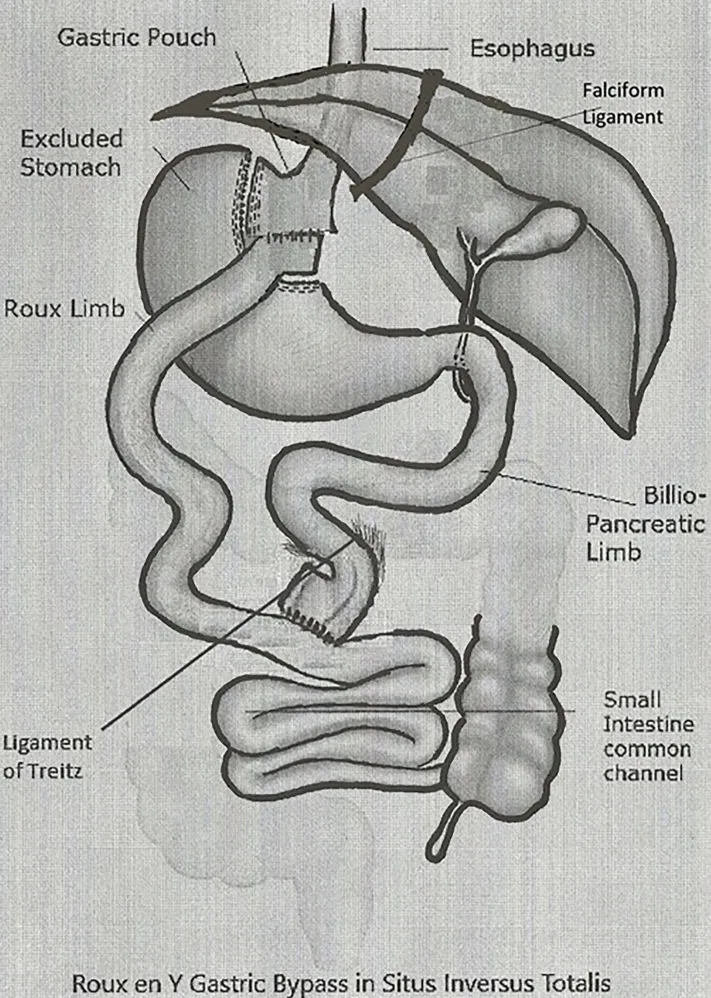 Gastric Pouch
Esophagus
Falciform
Ligament
Excluded
Stomach
Roux Limb
Billio-
Pancreatic
Limb
Ligament
of Treitz
Small
Intestine
common
channel
Roux en Y Gastric Bypass in Situs Inversus Totalis